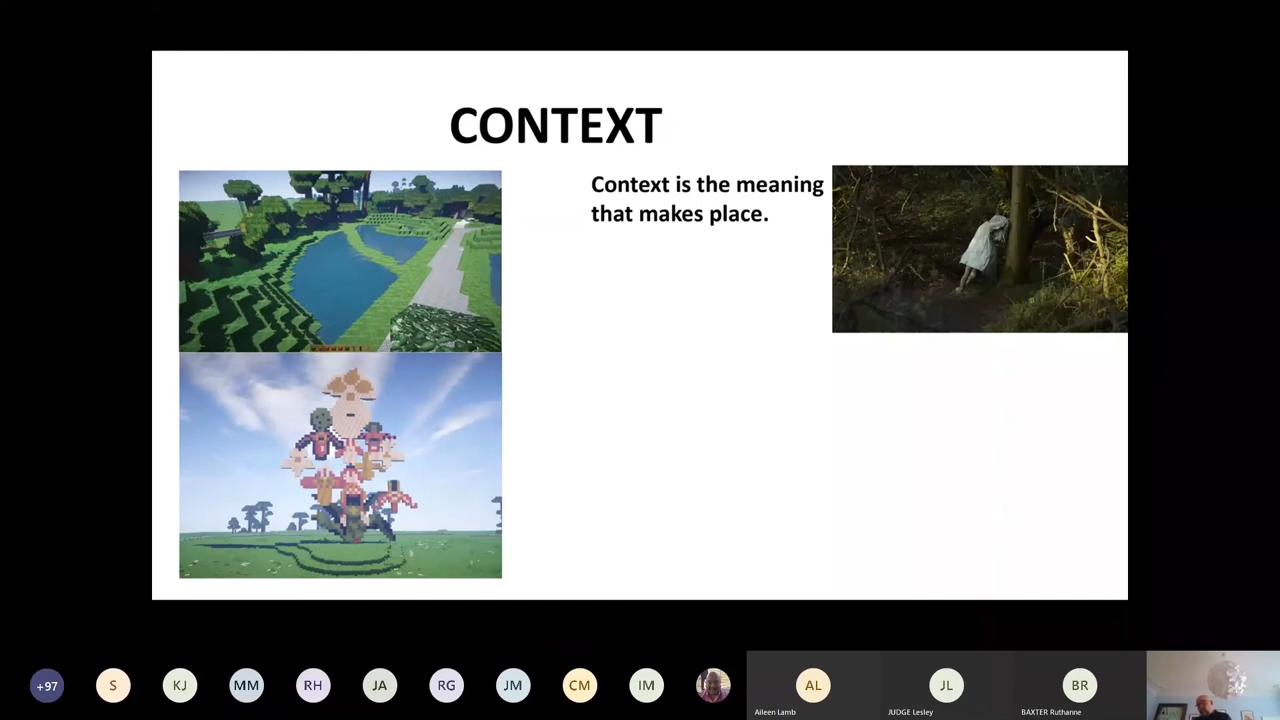 CONTEXT
Context is the meaning
that makes place.
+97
S
KJ
MM
RH
JA
RG
JM
CM
IM
AL
JL
BR
Aileen Lamb
JUDGE Lesley
BAXTER Ruthanne